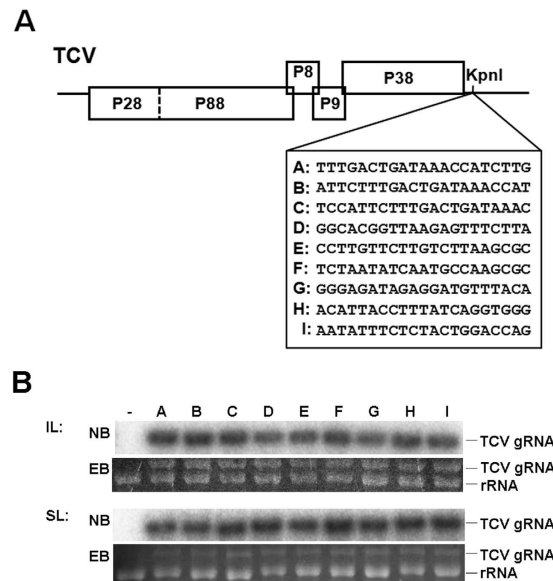 A
TCV
P8
P38
KpnI
P28
P88
P9
A: TTTGACTGATAAACCATCTTG
B: ATTCTTTGACTGATAAACCAT
C: TCCATTCTTTGACTGATAAAC
D: GGCACGGTTAAGAGTTTCTTA
E: CCTTGTTCTTGTCTTAAGCGC
F: TCTAATATCAATGCCAAGCGC
G: GGGAGATAGAGGATGTTTACA
H: ACATTACCTTTATCAGGTGGG
I: AATATTTCTCTACTGGACCAG
B
- A B C D E F G H I
IL: NB TCV gRNA
EB TCV gRNA
rRNA
SL: NB TCV gRNA
EB TCV gRNA
rRNA